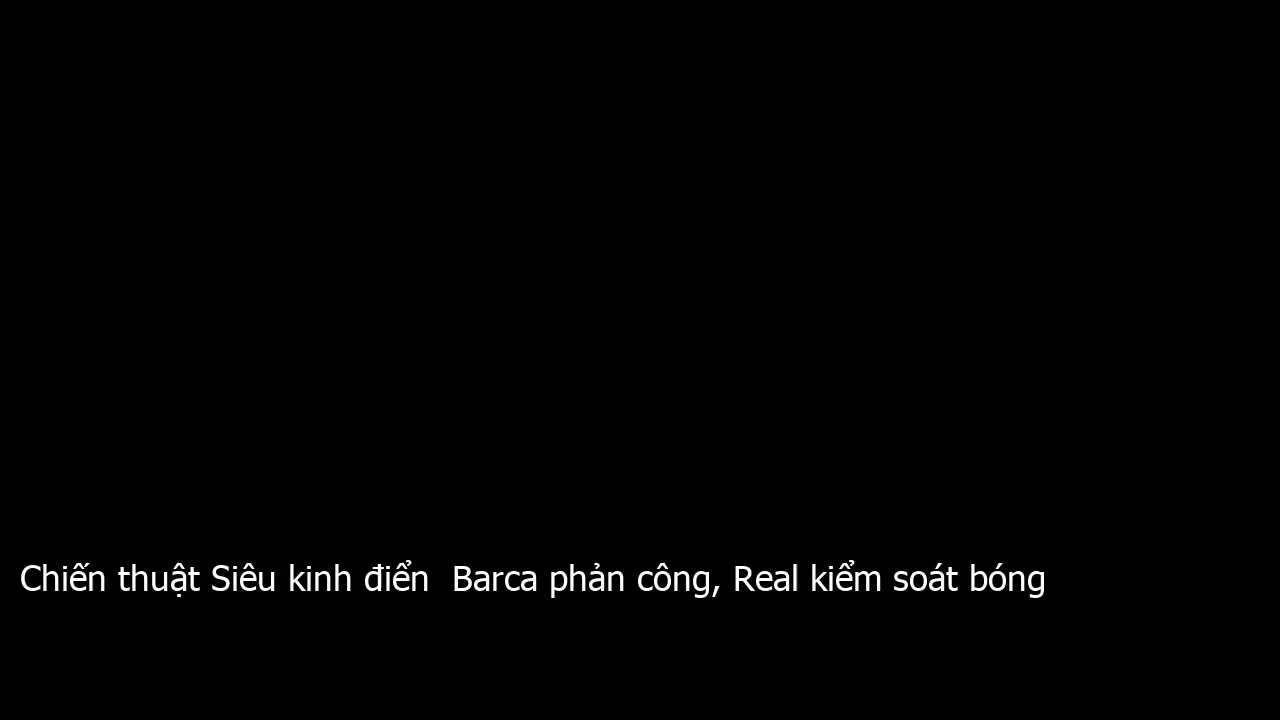 Chiến thuật Siêu kinh điển  Barca phản công, Real kiểm soát bóng